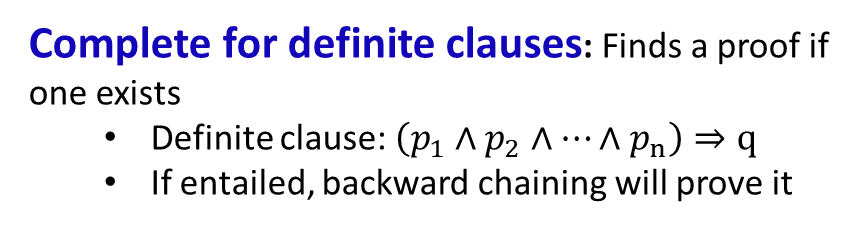 Complete for definite clauses: Finds a proof if
one exists
• Definite clause: (p₁ ∧ p₂ ∧ ⋯ ∧ pₙ) ⇒ q
• If entailed, backward chaining will prove it